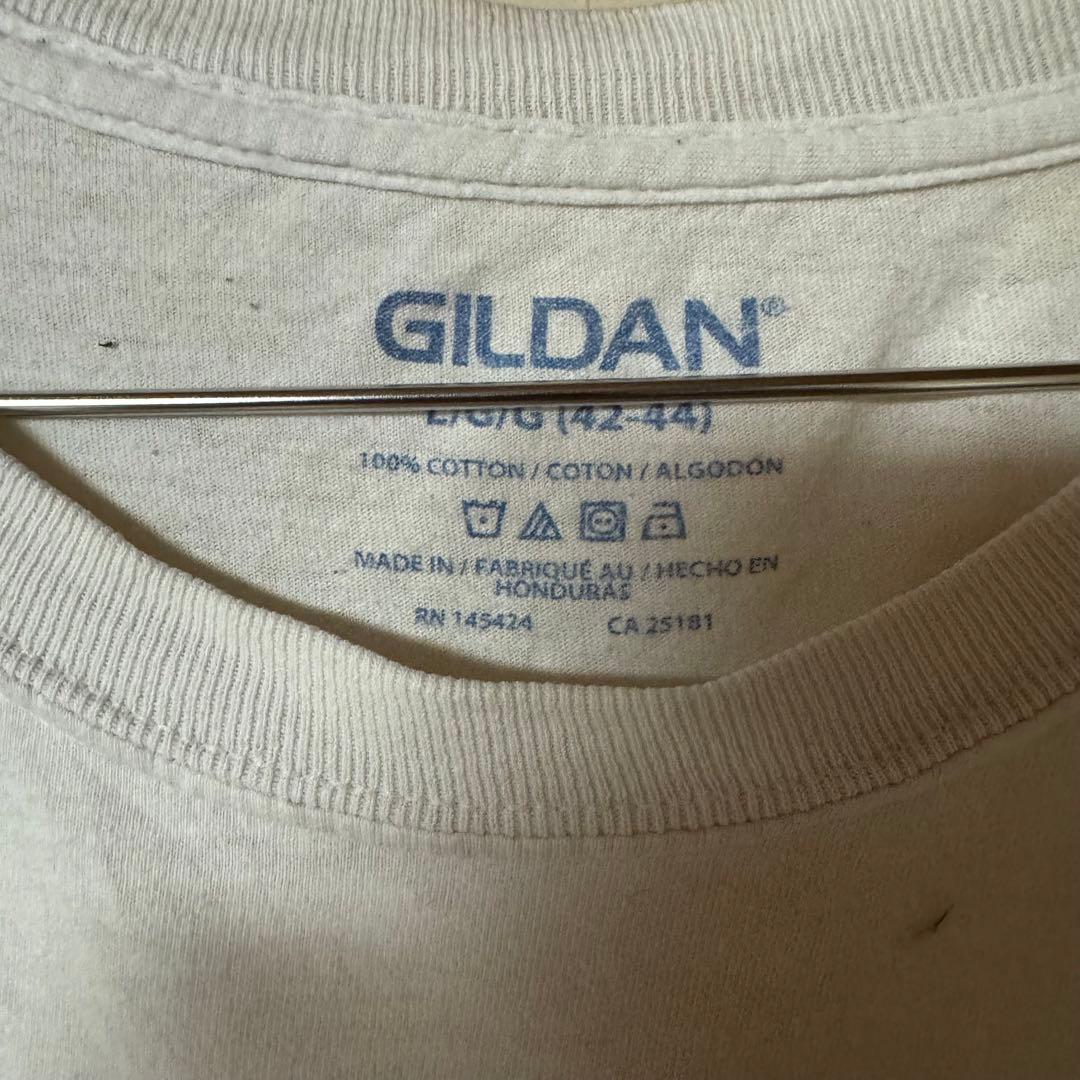 GILDAN®
L/G/G (42-44)
100% COTTON / COTON / ALGODON
MADE IN / FABRIQUÉ AU / HECHO EN
HONDURAS
RN 145424 CA 25181